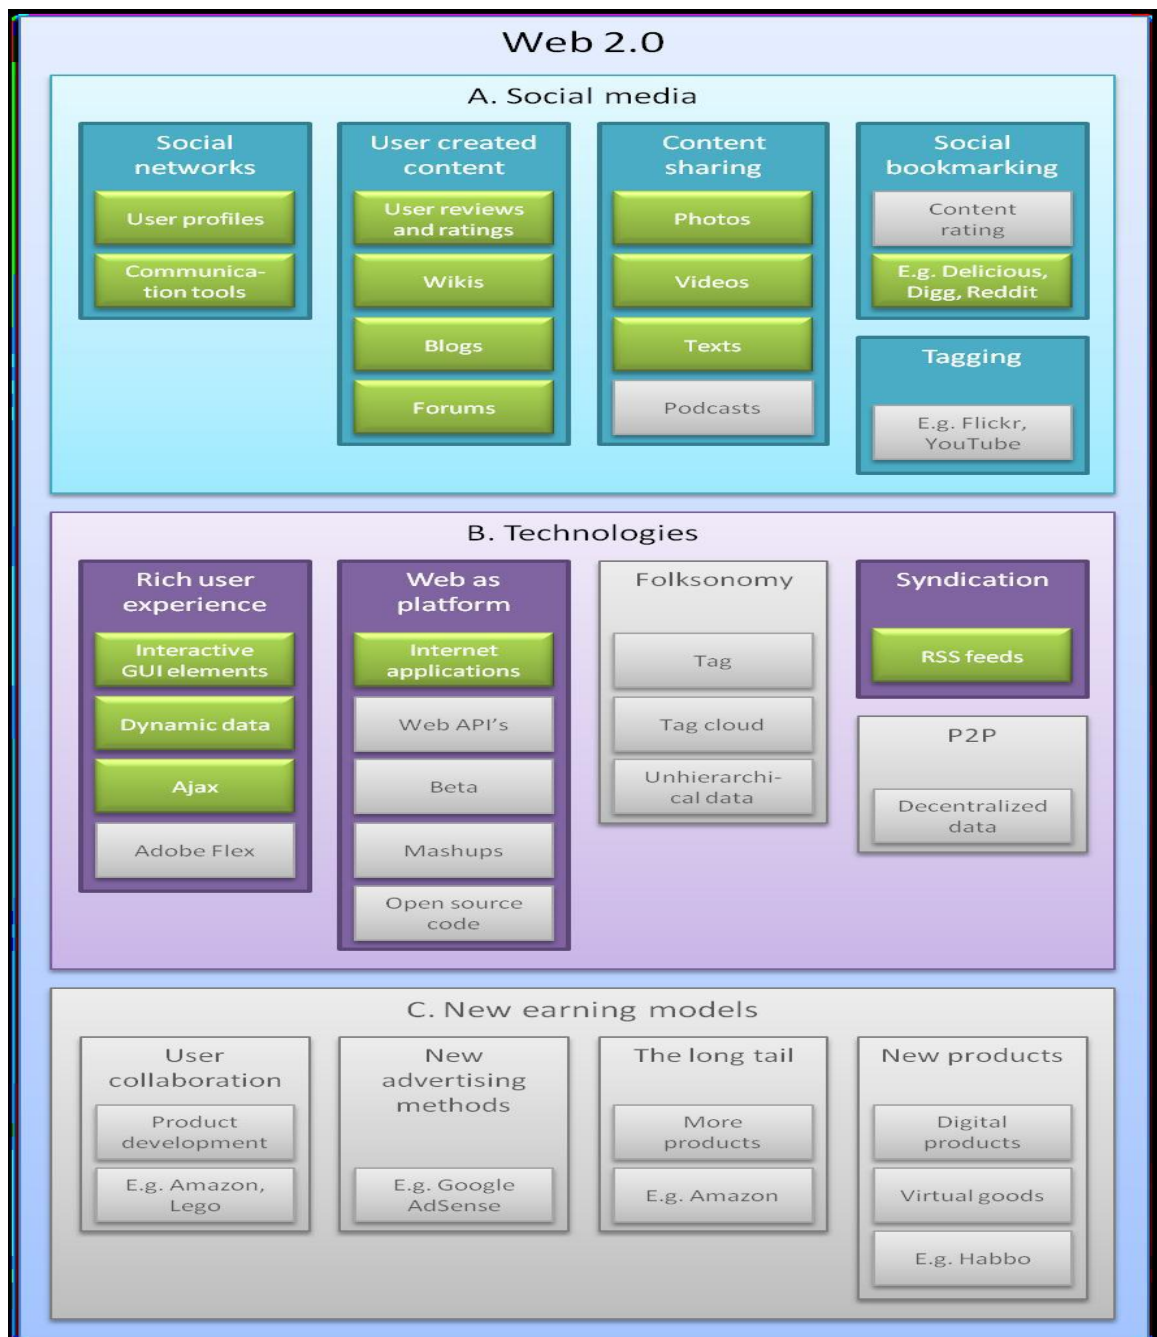 Web 2.0
A. Social media
Social
networks
User profiles
Communica-
tion tools
User created
content
User reviews
and ratings
Wikis
Blogs
Forums
Content
sharing
Photos
Videos
Texts
Podcasts
Social
bookmarking
Content
rating
E.g. Delicious,
Digg, Reddit
Tagging
E.g. Flickr,
YouTube
B. Technologies
Rich user
experience
Interactive
GUI elements
Dynamic data
Ajax
Adobe Flex
Web as
platform
Internet
applications
Web API's
Beta
Mashups
Open source
code
Folksonomy
Tag
Tag cloud
Unhierarchi-
cal data
Syndication
RSS feeds
P2P
Decentralized
data
C. New earning models
User
collaboration
Product
development
E.g. Amazon,
Lego
New
advertising
methods
E.g. Google
AdSense
The long tail
More
products
E.g. Amazon
New products
Digital
products
Virtual goods
E.g. Habbo